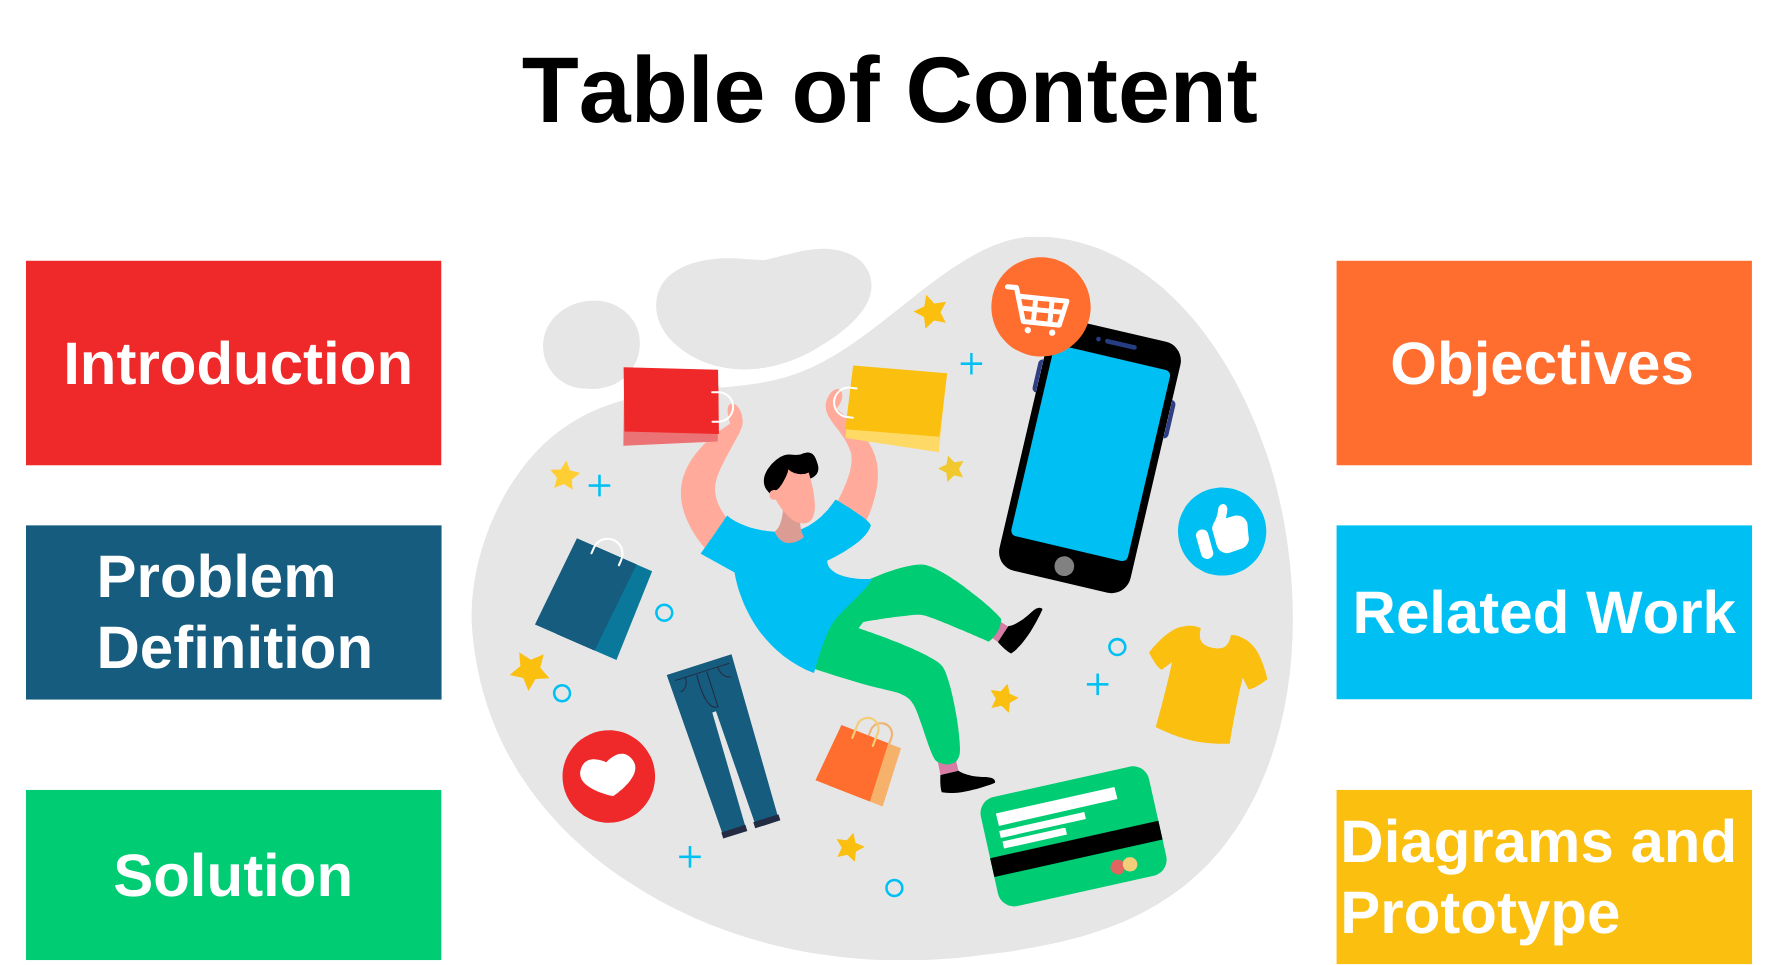 Table of Content
Introduction
Problem
Definition
Solution
Objectives
Related Work
Diagrams and
Prototype